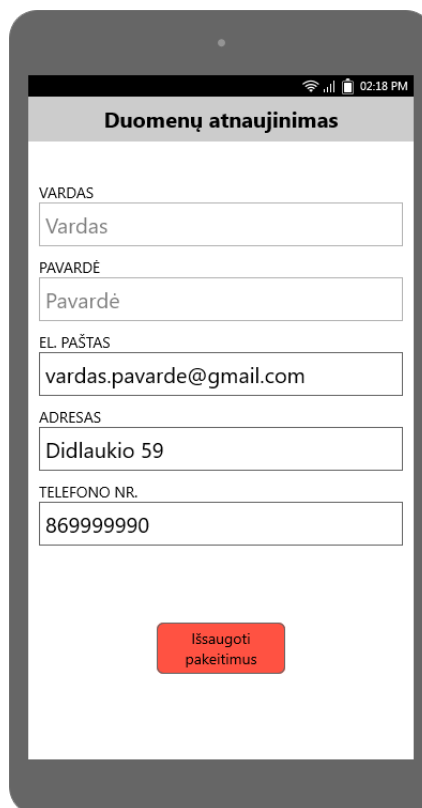 02:18 PM
Duomenų atnaujinimas
VARDAS
Vardas
PAVARDĖ
Pavardė
EL. PAŠTAS
vardas.pavarde@gmail.com
ADRESAS
Didlaukio 59
TELEFONO NR.
869999990
Išsaugoti
pakeitimus